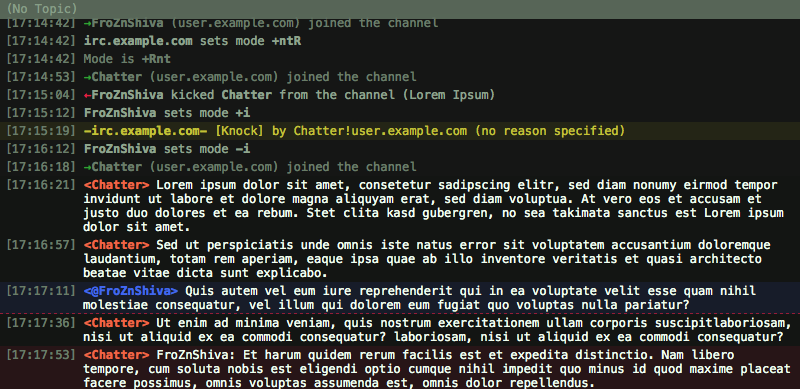 (No Topic)
[17:14:42] →FroZnShiva (user.example.com) joined the channel
[17:14:42] irc.example.com sets mode +ntR
[17:14:42] Mode is +Rnt
[17:14:53] →Chatter (user.example.com) joined the channel
[17:15:04] ←FroZnShiva kicked Chatter from the channel (Lorem Ipsum)
[17:15:12] FroZnShiva sets mode +i
[17:15:19] -irc.example.com- [Knock] by Chatter!user.example.com (no reason specified)
[17:16:12] FroZnShiva sets mode -i
[17:16:18] →Chatter (user.example.com) joined the channel
[17:16:21] <Chatter> Lorem ipsum dolor sit amet, consetetur sadipscing elitr, sed diam nonumy eirmod tempor
invidunt ut labore et dolore magna aliquyam erat, sed diam voluptua. At vero eos et accusam et
justo duo dolores et ea rebum. Stet clita kasd gubergren, no sea takimata sanctus est Lorem ipsum
dolor sit amet.
[17:16:57] <Chatter> Sed ut perspiciatis unde omnis iste natus error sit voluptatem accusantium doloremque
laudantium, totam rem aperiam, eaque ipsa quae ab illo inventore veritatis et quasi architecto
beatae vitae dicta sunt explicabo.
[17:17:11] <@FroZnShiva> Quis autem vel eum iure reprehenderit qui in ea voluptate velit esse quam nihil
molestiae consequatur, vel illum qui dolorem eum fugiat quo voluptas nulla pariatur?
[17:17:36] <Chatter> Ut enim ad minima veniam, quis nostrum exercitationem ullam corporis suscipitlaboriosam,
nisi ut aliquid ex ea commodi consequatur? laboriosam, nisi ut aliquid ex ea commodi consequatur?
[17:17:53] <Chatter> FroZnShiva: Et harum quidem rerum facilis est et expedita distinctio. Nam libero
tempore, cum soluta nobis est eligendi optio cumque nihil impedit quo minus id quod maxime placeat
facere possimus, omnis voluptas assumenda est, omnis dolor repellendus.